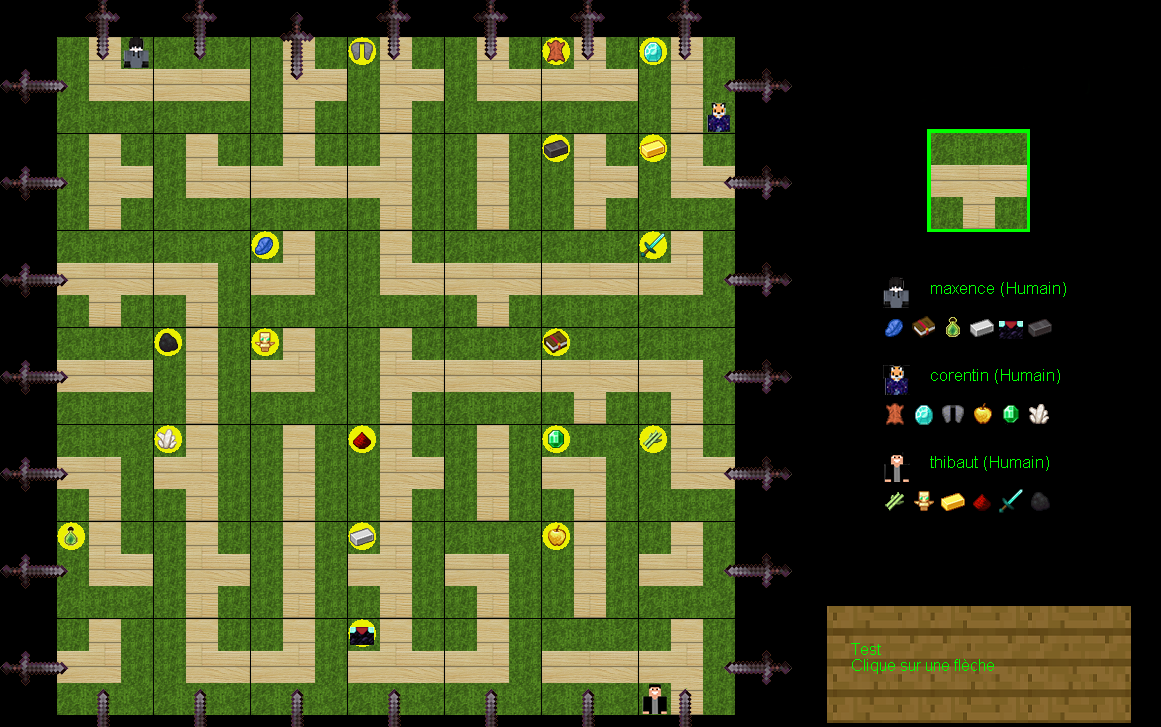 maxence (Humain)
corentin (Humain)
thibaut (Humain)
Test
Clique sur une flèche